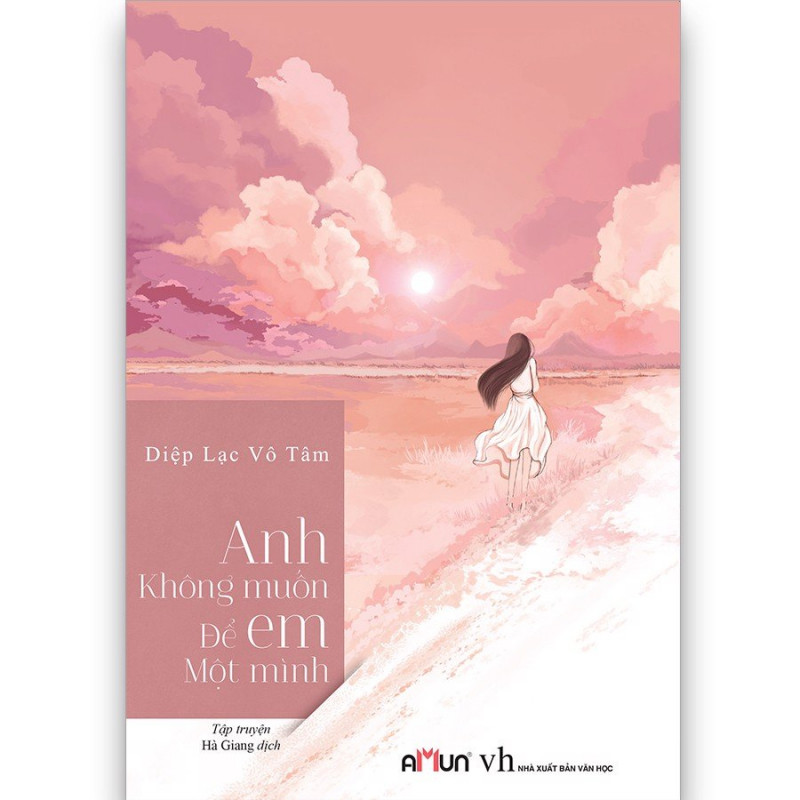 Diệp Lạc Vô Tâm
Anh
Không muốn
Để em
Một mình
Tập truyện
Hà Giang dịch
AMUN® vh NHÀ XUẤT BẢN VĂN HỌC